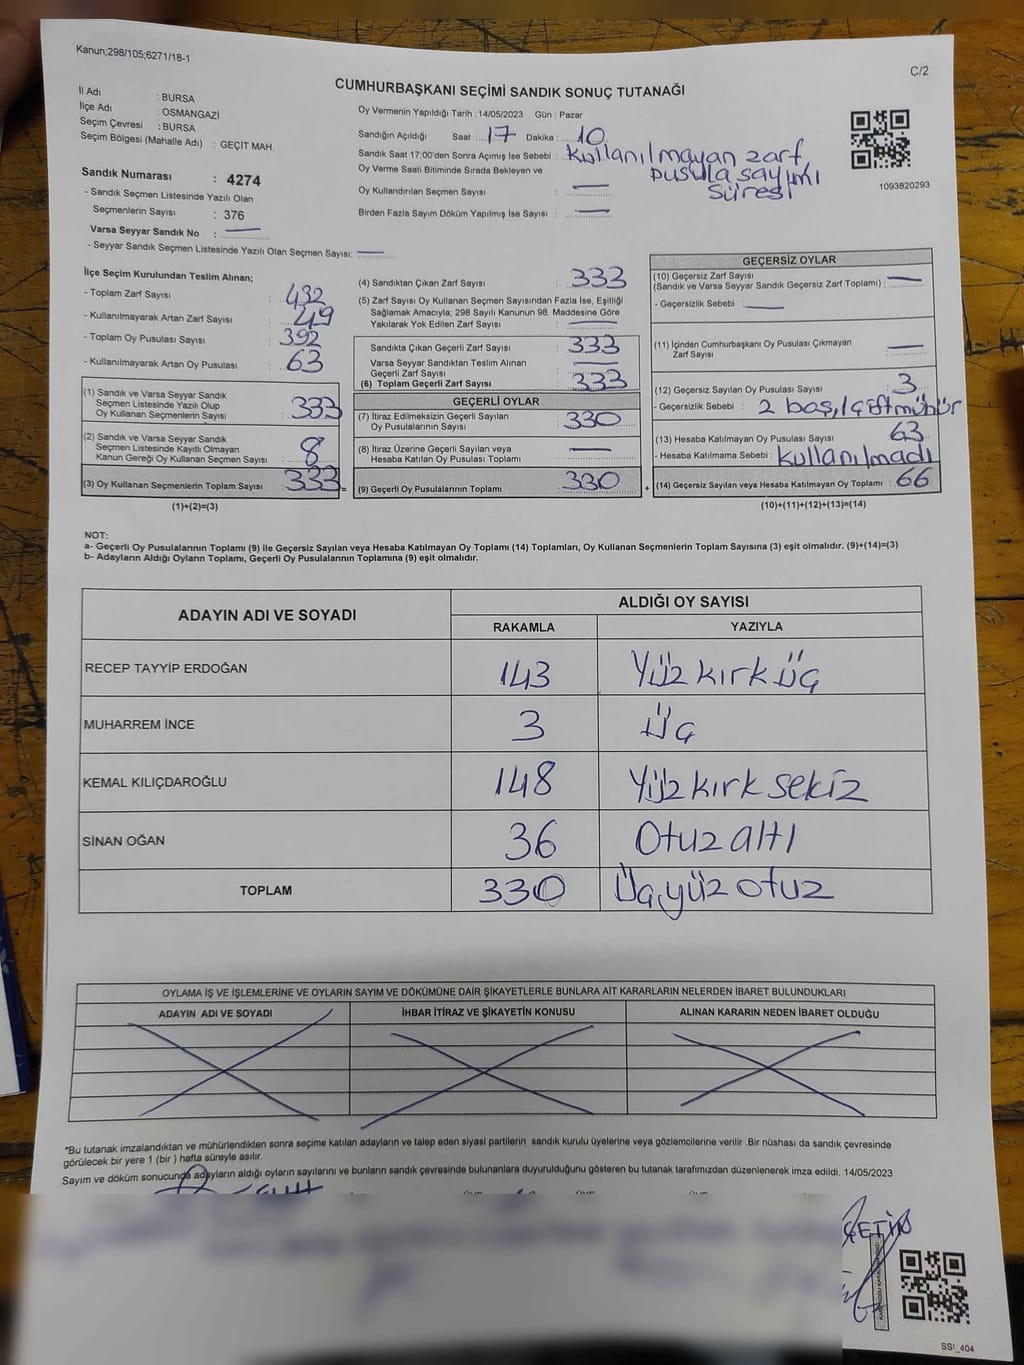 Kanun;298/105;6271/18-1
C/2
CUMHURBAŞKANI SEÇİMİ SANDIK SONUÇ TUTANAĞI
İl Adı : BURSA
İlçe Adı : OSMANGAZİ
Seçim Çevresi : BURSA
Seçim Bölgesi (Mahalle Adı) : GEÇİT MAH.
Sandık Numarası : 4274
- Sandık Seçmen Listesinde Yazılı Olan
Seçmenlerin Sayısı : 376
Varsa Seyyar Sandık No :
- Seyyar Sandık Seçmen Listesinde Yazılı Olan Seçmen Sayısı:
Oy Vermenin Yapıldığı Tarih : 14/05/2023 Gün : Pazar
Sandığın Açıldığı Saat : 17 Dakika : 10
Sandık Saat 17:00'den Sonra Açımış İse Sebebi : Kullanılmayan zarf,
pusula sayımı
süresi
Oy Verme Saati Bitiminde Sırada Bekleyen ve
Oy Kullandırılan Seçmen Sayısı :
Birden Fazla Sayım Döküm Yapılmış İse Sayısı :
1093820293
İlçe Seçim Kurulundan Teslim Alınan;
- Toplam Zarf Sayısı : 432
- Kullanılmayarak Artan Zarf Sayısı : 49
- Toplam Oy Pusulası Sayısı : 392
- Kullanılmayarak Artan Oy Pusulası : 63
(1) Sandık ve Varsa Seyyar Sandık
Seçmen Listesinde Yazılı Olup
Oy Kullanan Seçmenlerin Sayısı : 333
(2) Sandık ve Varsa Seyyar Sandık
Seçmen Listesinde Kayıtlı Olmayan
Kanun Gereği Oy Kullanan Seçmen Sayısı : 8
(3) Oy Kullanan Seçmenlerin Toplam Sayısı : 333 =
(1)+(2)=(3)
(4) Sandıktan Çıkan Zarf Sayısı : 333
(5) Zarf Sayısı Oy Kullanan Seçmen Sayısından Fazla İse, Eşitliği
Sağlamak Amacıyla; 298 Sayılı Kanunun 98. Maddesine Göre
Yakılarak Yok Edilen Zarf Sayısı :
Sandıkta Çıkan Geçerli Zarf Sayısı : 333
Varsa Seyyar Sandıktan Teslim Alınan
Geçerli Zarf Sayısı :
(6) Toplam Geçerli Zarf Sayısı : 333
GEÇERLİ OYLAR
(7) İtiraz Edilmeksizin Geçerli Sayılan
Oy Pusulalarının Sayısı : 330
(8) İtiraz Üzerine Geçerli Sayılan veya
Hesaba Katılan Oy Pusulası Toplamı :
(9) Geçerli Oy Pusulalarının Toplamı : 330 +
GEÇERSİZ OYLAR
(10) Geçersiz Zarf Sayısı
(Sandık ve Varsa Seyyar Sandık Geçersiz Zarf Toplamı) :
- Geçersizlik Sebebi :
(11) İçinden Cumhurbaşkanı Oy Pusulası Çıkmayan
Zarf Sayısı :
(12) Geçersiz Sayılan Oy Pusulası Sayısı : 3
- Geçersizlik Sebebi : 2 boş, 1 çift mühür
(13) Hesaba Katılmayan Oy Pusulası Sayısı : 63
- Hesaba Katılmama Sebebi : Kullanılmadı
(14) Geçersiz Sayılan veya Hesaba Katılmayan Oy Toplamı : 66
(10)+(11)+(12)+(13)=(14)
NOT:
a- Geçerli Oy Pusulalarının Toplamı (9) ile Geçersiz Sayılan veya Hesaba Katılmayan Oy Toplamı (14) Toplamları, Oy Kullanan Seçmenlerin Toplam Sayısına (3) eşit olmalıdır. (9)+(14)=(3)
b- Adayların Aldığı Oyların Toplamı, Geçerli Oy Pusulalarının Toplamına (9) eşit olmalıdır.
ADAYIN ADI VE SOYADI
ALDIĞI OY SAYISI
RAKAMLA YAZIYLA
RECEP TAYYİP ERDOĞAN 143 Yüz kırk üç
MUHARREM İNCE 3 Üç
KEMAL KILIÇDAROĞLU 148 Yüz kırk sekiz
SİNAN OĞAN 36 Otuz altı
TOPLAM 330 Üçyüz otuz
OYLAMA İŞ VE İŞLEMLERİNE VE OYLARIN SAYIM VE DÖKÜMÜNE DAİR ŞİKAYETLERLE BUNLARA AİT KARARLARIN NELERDEN İBARET BULUNDUKLARI
ADAYIN ADI VE SOYADI İHBAR İTİRAZ VE ŞİKAYETİN KONUSU ALINAN KARARIN NEDEN İBARET OLDUĞU
*Bu tutanak imzalandıktan ve mühürlendikten sonra seçime katılan adayların ve talep eden siyasi partilerin sandık kurulu üyelerine veya gözlemcilerine verilir .Bir nüshası da sandık çevresinde
görülecek bir yere 1 (bir ) hafta süreyle asılır.
Sayım ve döküm sonucunda adayların aldığı oyların sayılarını ve bunların sandık çevresinde bulunanlara duyurulduğunu gösteren bu tutanak tarafımızdan düzenlenerek imza edildi. 14/05/2023
ÇETİN